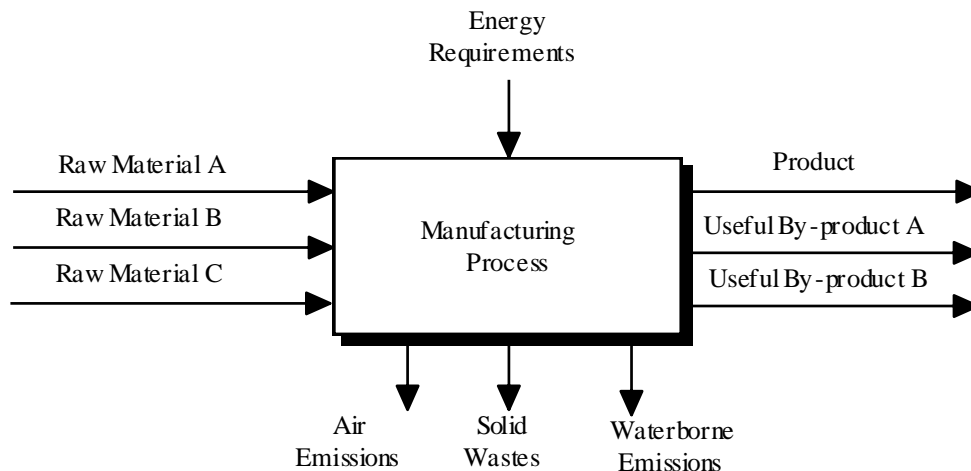 Energy
Requirements
Raw Material A
Raw Material B
Raw Material C
Manufacturing
Process
Product
Useful By-product A
Useful By-product B
Air
Emissions
Solid
Wastes
Waterborne
Emissions